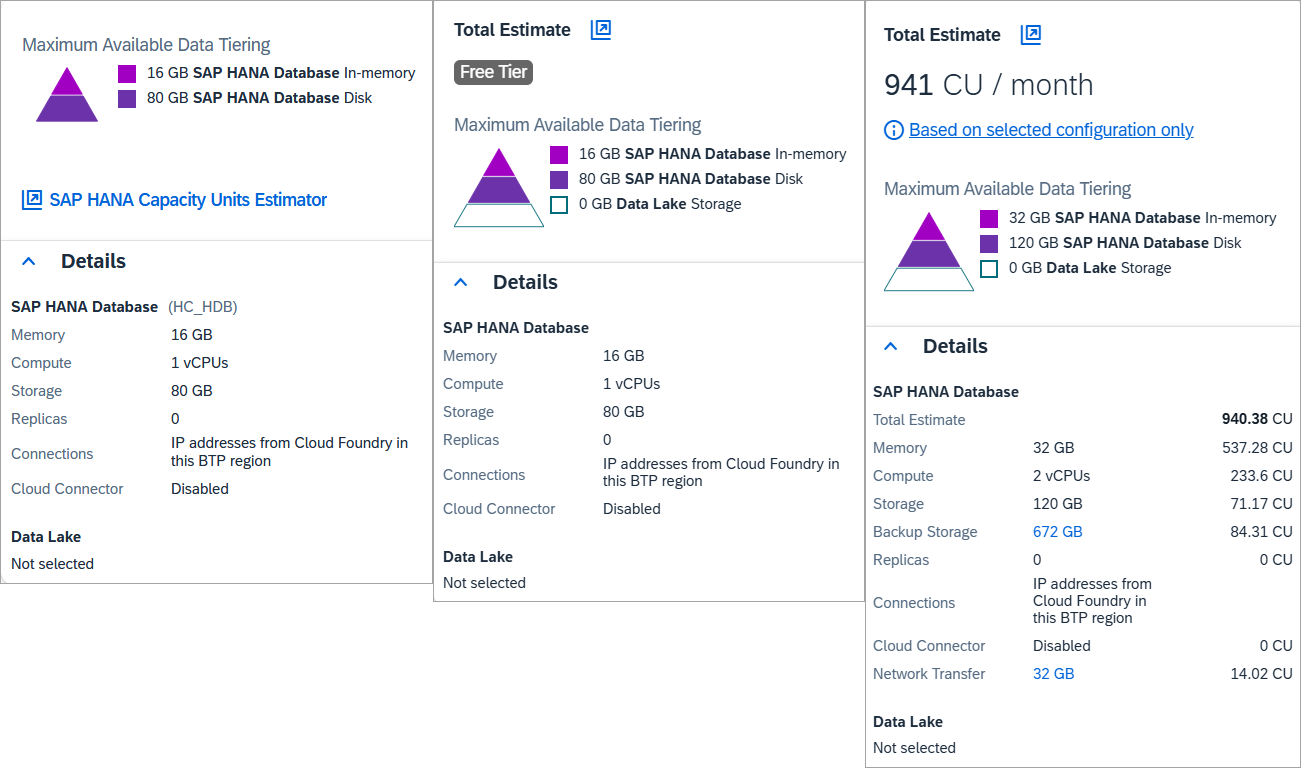 Maximum Available Data Tiering
16 GB SAP HANA Database In-memory
80 GB SAP HANA Database Disk
SAP HANA Capacity Units Estimator
Details
SAP HANA Database (HC_HDB)
Memory 16 GB
Compute 1 vCPUs
Storage 80 GB
Replicas 0
Connections IP addresses from Cloud Foundry in
this BTP region
Cloud Connector Disabled
Data Lake
Not selected
Total Estimate
Free Tier
Maximum Available Data Tiering
16 GB SAP HANA Database In-memory
80 GB SAP HANA Database Disk
0 GB Data Lake Storage
Details
SAP HANA Database
Memory 16 GB
Compute 1 vCPUs
Storage 80 GB
Replicas 0
Connections IP addresses from Cloud Foundry in
this BTP region
Cloud Connector Disabled
Data Lake
Not selected
Total Estimate
941 CU / month
Based on selected configuration only
Maximum Available Data Tiering
32 GB SAP HANA Database In-memory
120 GB SAP HANA Database Disk
0 GB Data Lake Storage
Details
SAP HANA Database
Total Estimate 940.38 CU
Memory 32 GB 537.28 CU
Compute 2 vCPUs 233.6 CU
Storage 120 GB 71.17 CU
Backup Storage 672 GB 84.31 CU
Replicas 0 0 CU
Connections IP addresses from
Cloud Foundry in
this BTP region
Cloud Connector Disabled 0 CU
Network Transfer 32 GB 14.02 CU
Data Lake
Not selected